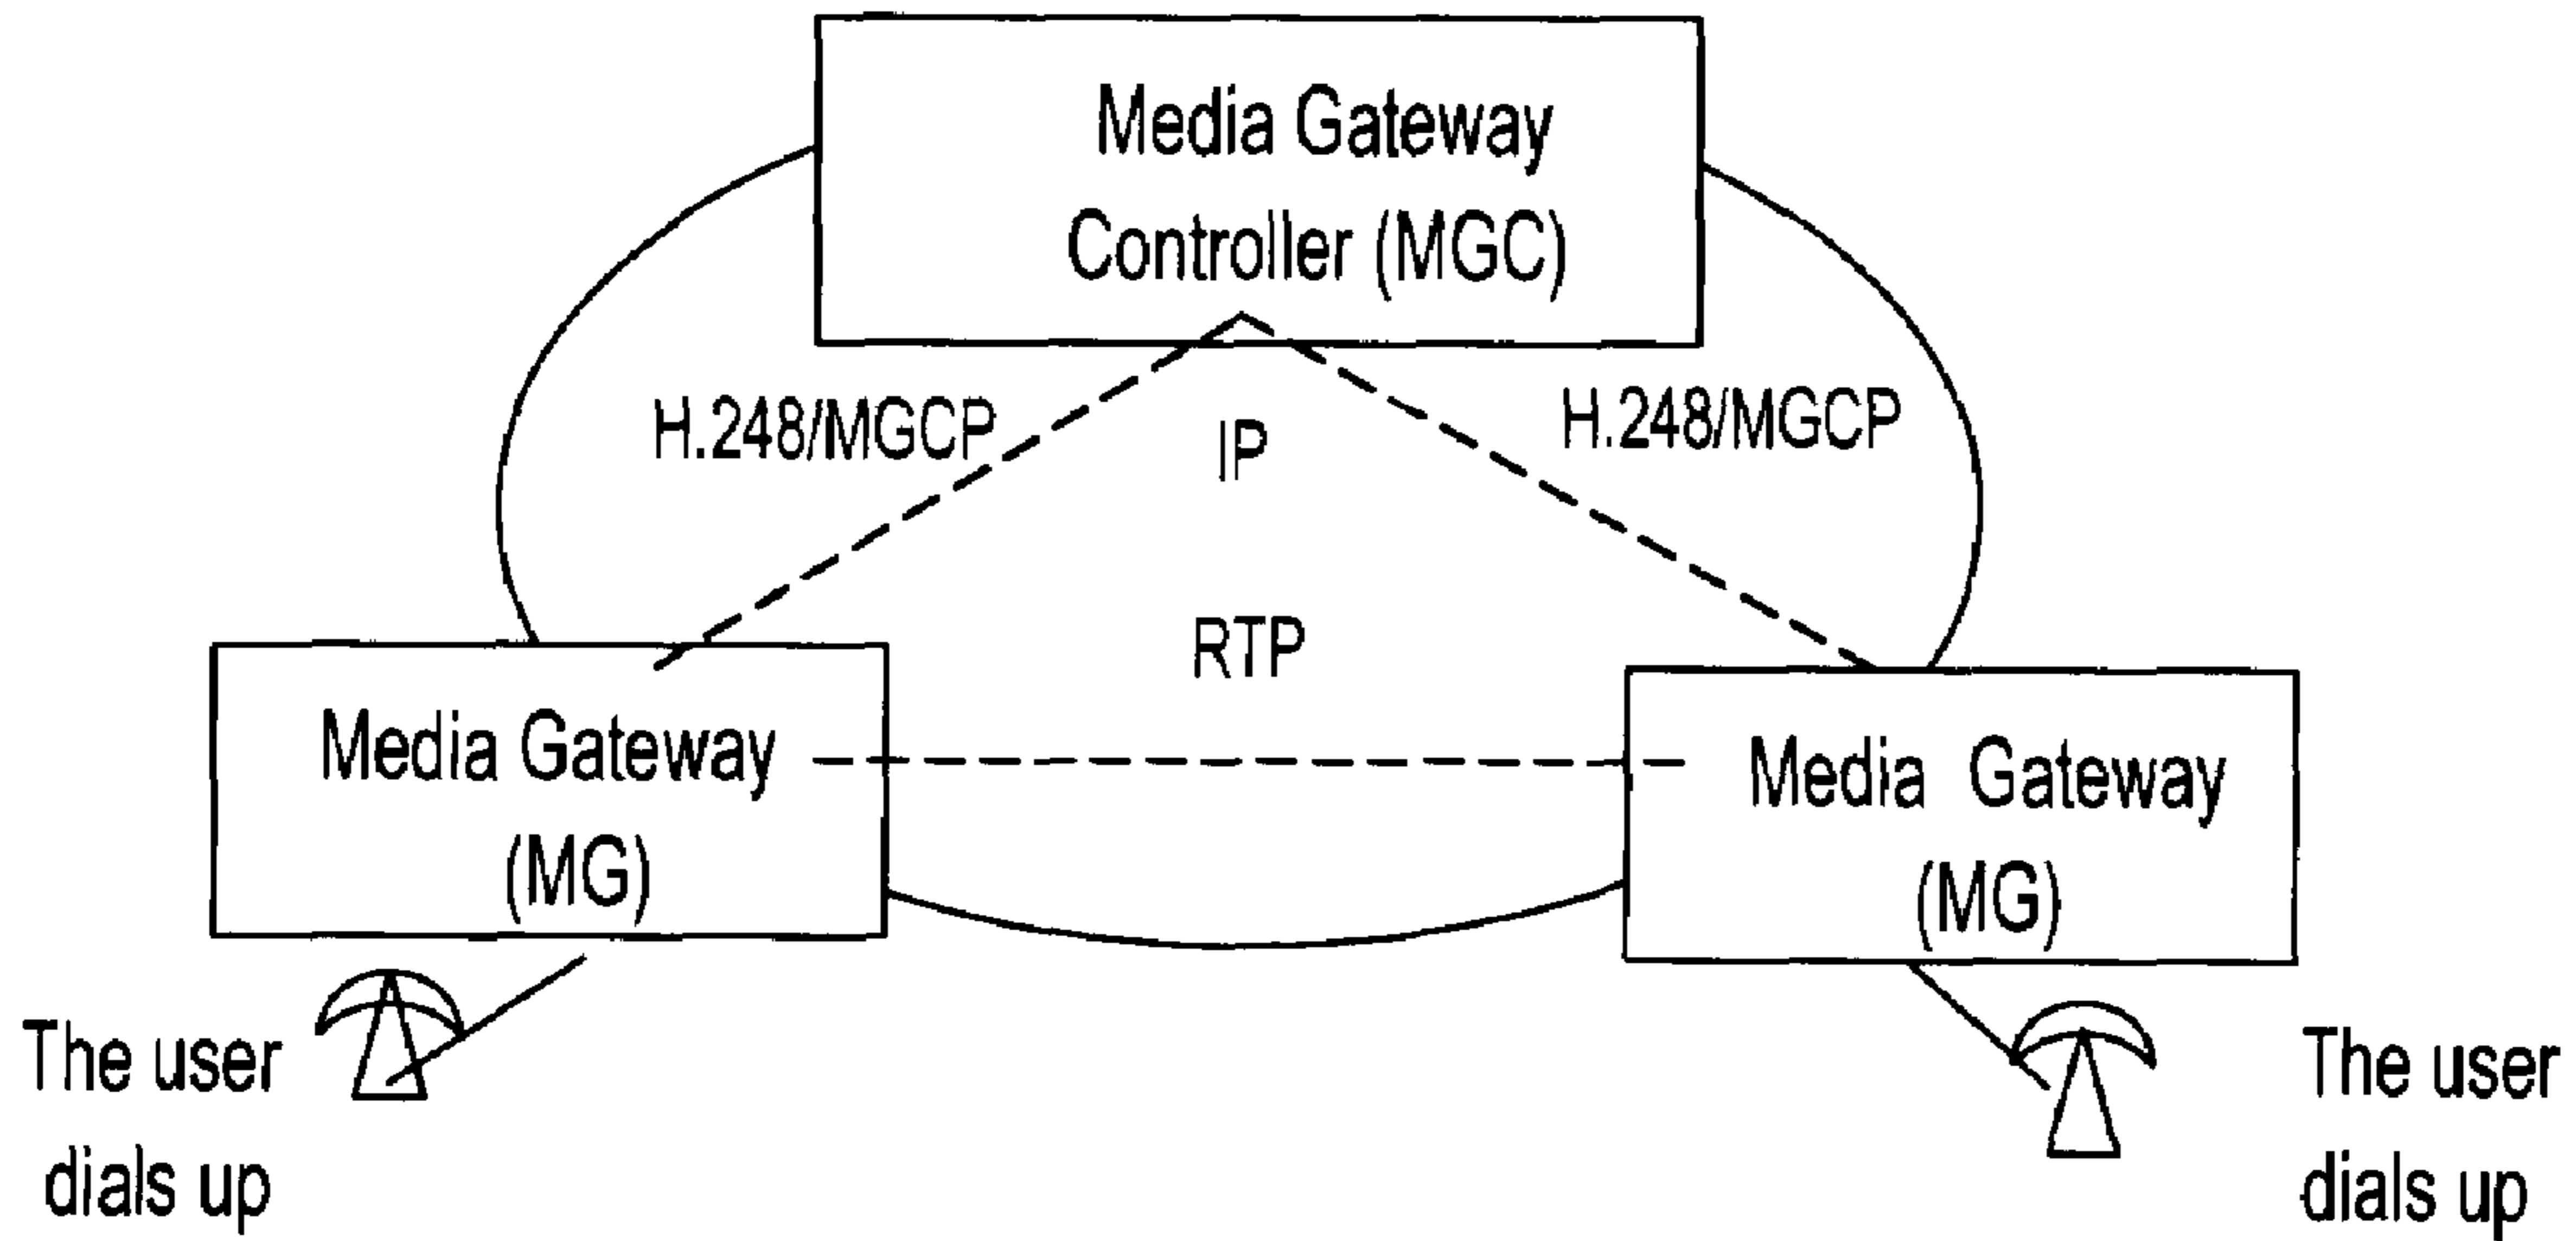 Media Gateway
Controller (MGC)
H.248/MGCP
IP
H.248/MGCP
RTP
Media Gateway
(MG)
Media Gateway
(MG)
The user
dials up
The user
dials up